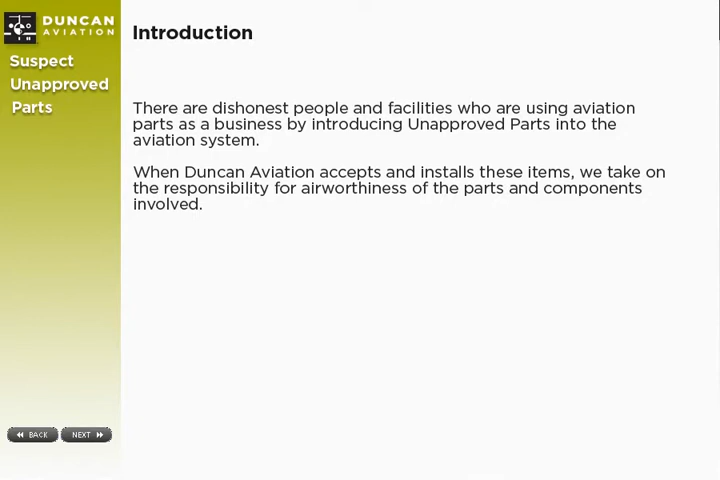 DUNCAN
AVIATION
Suspect
Unapproved
Parts
Introduction
There are dishonest people and facilities who are using aviation
parts as a business by introducing Unapproved Parts into the
aviation system.
When Duncan Aviation accepts and installs these items, we take on
the responsibility for airworthiness of the parts and components
involved.
BACK
NEXT